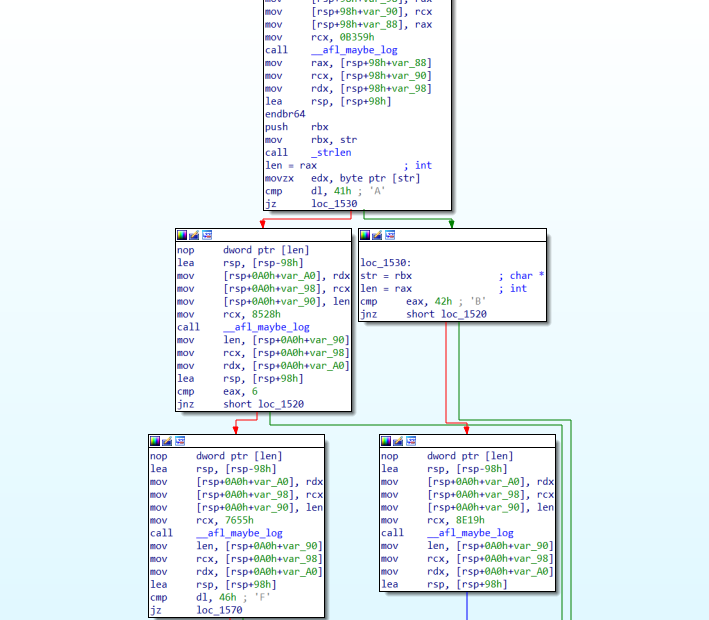 mov [rsp+98h+var_98], rdx
mov [rsp+98h+var_90], rcx
mov [rsp+98h+var_88], rax
mov rcx, 0B359h
call __afl_maybe_log
mov rax, [rsp+98h+var_88]
mov rcx, [rsp+98h+var_90]
mov rdx, [rsp+98h+var_98]
lea rsp, [rsp+98h]
endbr64
push rbx
mov rbx, str
call _strlen
len = rax ; int
movzx edx, byte ptr [str]
cmp dl, 41h ; 'A'
jz loc_1530
nop dword ptr [len]
lea rsp, [rsp-98h]
mov [rsp+0A0h+var_A0], rdx
mov [rsp+0A0h+var_98], rcx
mov [rsp+0A0h+var_90], len
mov rcx, 8528h
call __afl_maybe_log
mov len, [rsp+0A0h+var_90]
mov rcx, [rsp+0A0h+var_98]
mov rdx, [rsp+0A0h+var_A0]
lea rsp, [rsp+98h]
cmp eax, 6
jnz short loc_1520
loc_1530:
str = rbx ; char *
len = rax ; int
cmp eax, 42h ; 'B'
jnz short loc_1520
nop dword ptr [len]
lea rsp, [rsp-98h]
mov [rsp+0A0h+var_A0], rdx
mov [rsp+0A0h+var_98], rcx
mov [rsp+0A0h+var_90], len
mov rcx, 7655h
call __afl_maybe_log
mov len, [rsp+0A0h+var_90]
mov rcx, [rsp+0A0h+var_98]
mov rdx, [rsp+0A0h+var_A0]
lea rsp, [rsp+98h]
cmp dl, 46h ; 'F'
jz loc_1570
nop dword ptr [len]
lea rsp, [rsp-98h]
mov [rsp+0A0h+var_A0], rdx
mov [rsp+0A0h+var_98], rcx
mov [rsp+0A0h+var_90], len
mov rcx, 8E19h
call __afl_maybe_log
mov len, [rsp+0A0h+var_90]
mov rcx, [rsp+0A0h+var_98]
mov rdx, [rsp+0A0h+var_A0]
lea rsp, [rsp+98h]